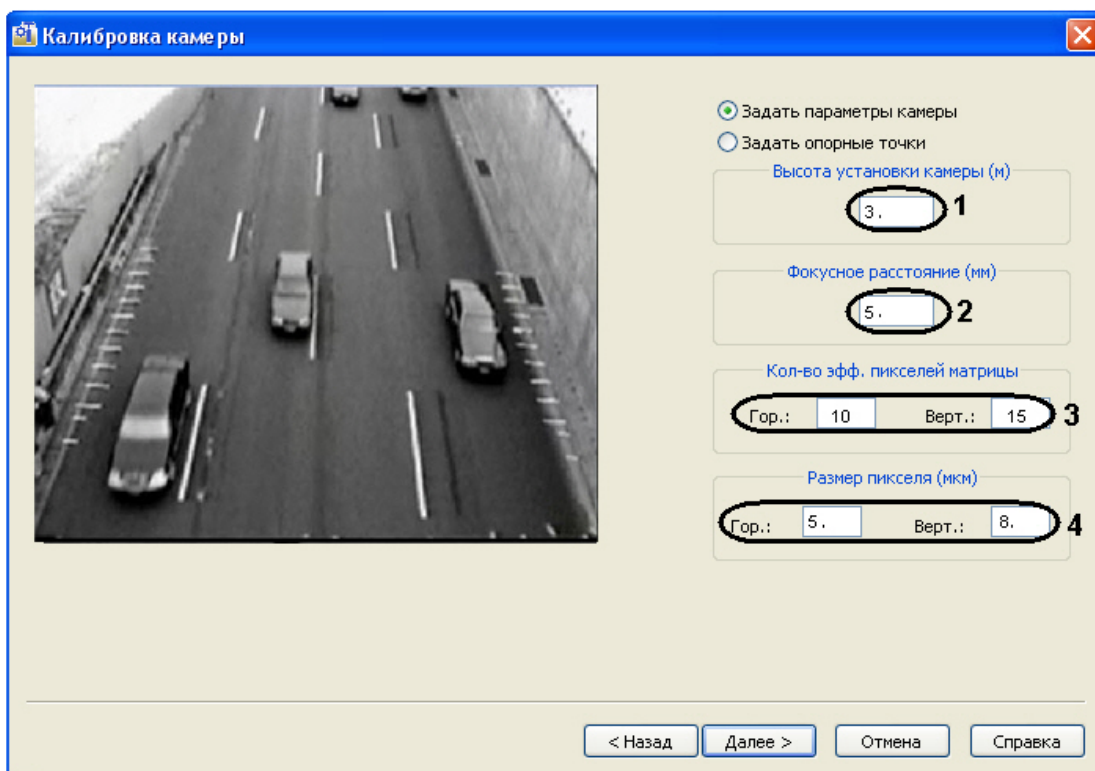 Калибровка камеры
Задать параметры камеры
Задать опорные точки
Высота установки камеры (м)
3. 1
Фокусное расстояние (мм)
5. 2
Кол-во эфф. пикселей матрицы
Гор.: 10 Верт.: 15 3
Размер пикселя (мкм)
Гор.: 5. Верт.: 8. 4
< Назад Далее > Отмена Справка